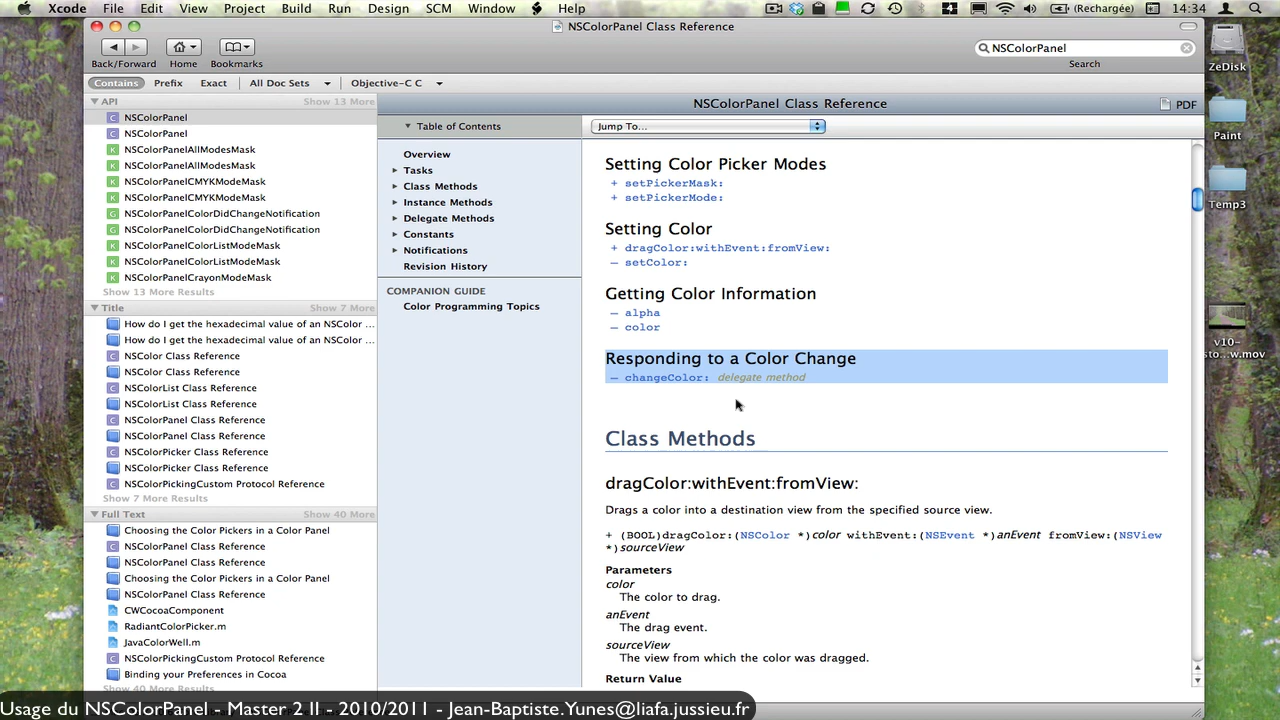 Xcode File Edit View Project Build Run Design SCM Window Help (Rechargée) 14:34
NSColorPanel Class Reference
Back/Forward Home Bookmarks
NSColorPanel
Search
Contains Prefix Exact All Doc Sets Objective-C C
API Show 13 More
NSColorPanel
NSColorPanel
NSColorPanelAllModesMask
NSColorPanelAllModesMask
NSColorPanelCMYKModeMask
NSColorPanelCMYKModeMask
NSColorPanelColorDidChangeNotification
NSColorPanelColorDidChangeNotification
NSColorPanelColorListModeMask
NSColorPanelColorListModeMask
NSColorPanelCrayonModeMask
Show 13 More Results
Title Show 7 More
How do I get the hexadecimal value of an NSColor ...
How do I get the hexadecimal value of an NSColor ...
NSColor Class Reference
NSColor Class Reference
NSColorList Class Reference
NSColorList Class Reference
NSColorPanel Class Reference
NSColorPanel Class Reference
NSColorPicker Class Reference
NSColorPicker Class Reference
NSColorPickingCustom Protocol Reference
Show 7 More Results
Full Text Show 40 More
Choosing the Color Pickers in a Color Panel
NSColorPanel Class Reference
NSColorPanel Class Reference
Choosing the Color Pickers in a Color Panel
NSColorPanel Class Reference
CWCocoaComponent
RadiantColorPicker.m
JavaColorWell.m
NSColorPickingCustom Protocol Reference
Binding your Preferences in Cocoa
Show 40 More Results
NSColorPanel Class Reference
PDF
Table of Contents
Jump To...
Overview
Tasks
Class Methods
Instance Methods
Delegate Methods
Constants
Notifications
Revision History
COMPANION GUIDE
Color Programming Topics
Setting Color Picker Modes
+ setPickerMask:
+ setPickerMode:
Setting Color
+ dragColor:withEvent:fromView:
– setColor:
Getting Color Information
– alpha
– color
Responding to a Color Change
– changeColor: delegate method
Class Methods
dragColor:withEvent:fromView:
Drags a color into a destination view from the specified source view.
+ (BOOL)dragColor:(NSColor *)color withEvent:(NSEvent *)anEvent fromView:(NSView
*)sourceView
Parameters
color
The color to drag.
anEvent
The drag event.
sourceView
The view from which the color was dragged.
Return Value
ZeDisk
Paint
Temp3
v10-
sto...w.mov
Usage du NSColorPanel - Master 2 II - 2010/2011 - Jean-Baptiste.Yunes@liafa.jussieu.fr